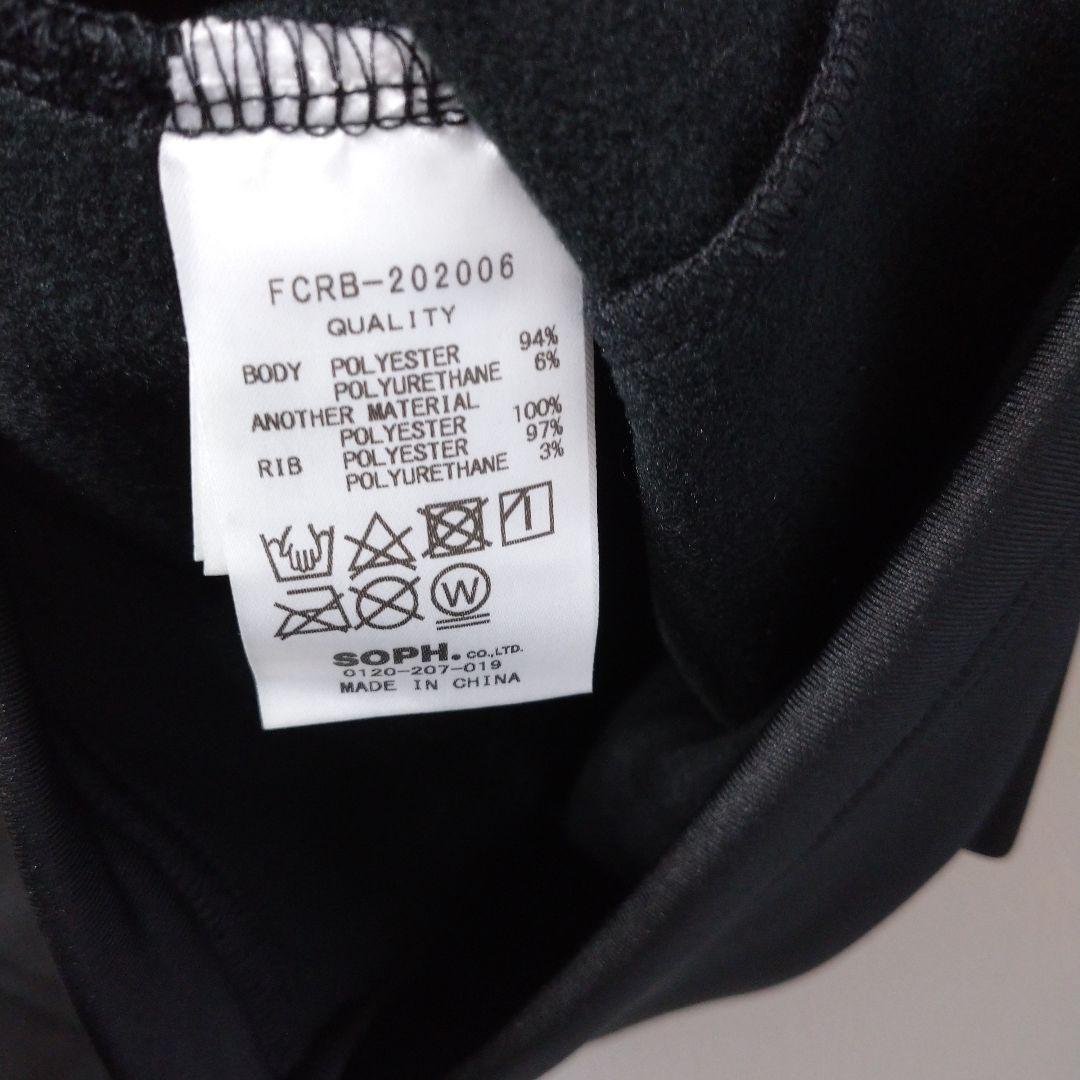 FCRB-202006
QUALITY
BODY POLYESTER 94%
POLYURETHANE 6%
ANOTHER MATERIAL
POLYESTER 100%
RIB POLYESTER 97%
POLYURETHANE 3%
W
SOPH. CO.,LTD.
0120-207-019
MADE IN CHINA